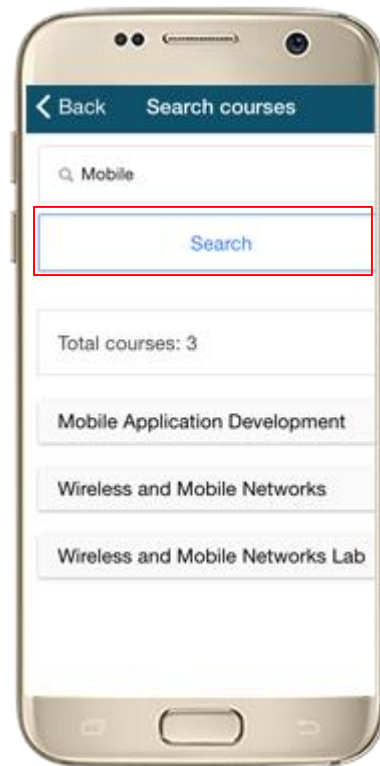 Back Search courses
Mobile
Search
Total courses: 3
Mobile Application Development
Wireless and Mobile Networks
Wireless and Mobile Networks Lab